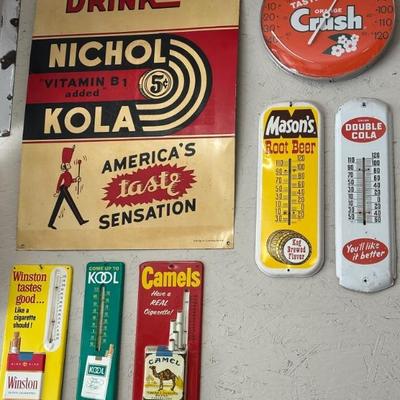 DRINK
NICHOL
"VITAMIN B1
added"
5¢
KOLA
AMERICA'S
taste
SENSATION
TAST
ORANGE
Crush
Mason's
Root Beer
Keg
Brewed
Flavor
DRINK
DOUBLE
COLA
You'll like
it better
Winston
tastes
good...
Like a
cigarette
should!
Winston
COME UP TO
KOOL
KOOL
Camels
Have a
REAL
Cigarette!
CAMEL